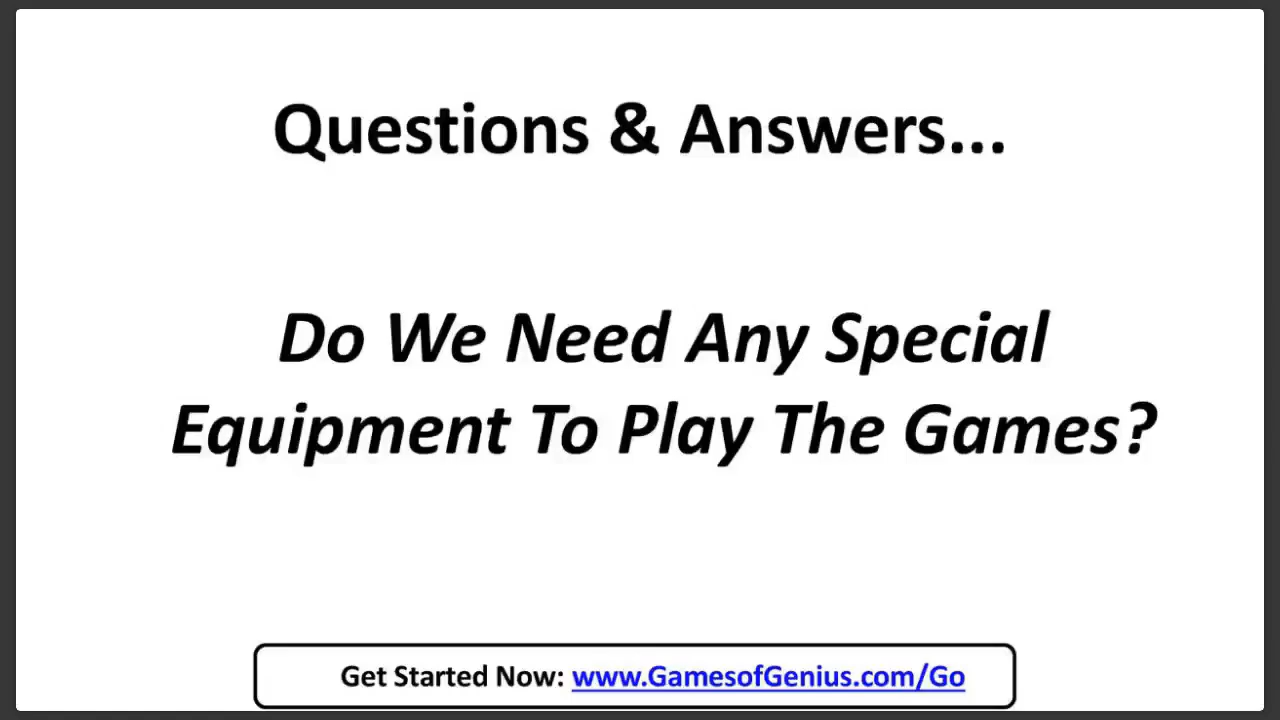 Questions & Answers...
Do We Need Any Special
Equipment To Play The Games?
Get Started Now: www.GamesofGenius.com/Go